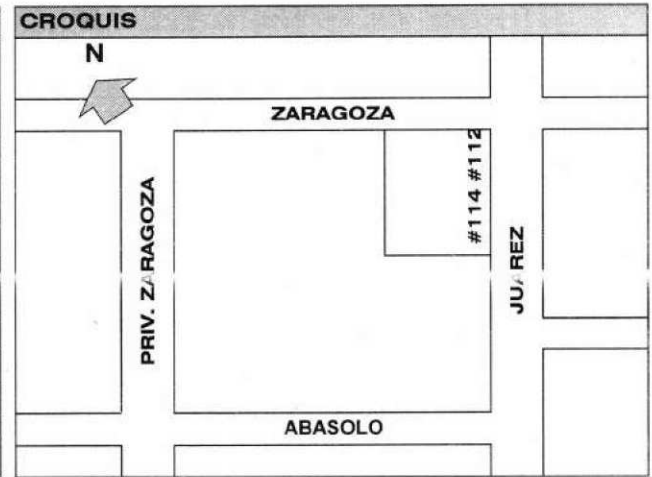 CROQUIS
N
ZARAGOZA
#114 #112
PRIV. ZARAGOZA
JUAREZ
ABASOLO